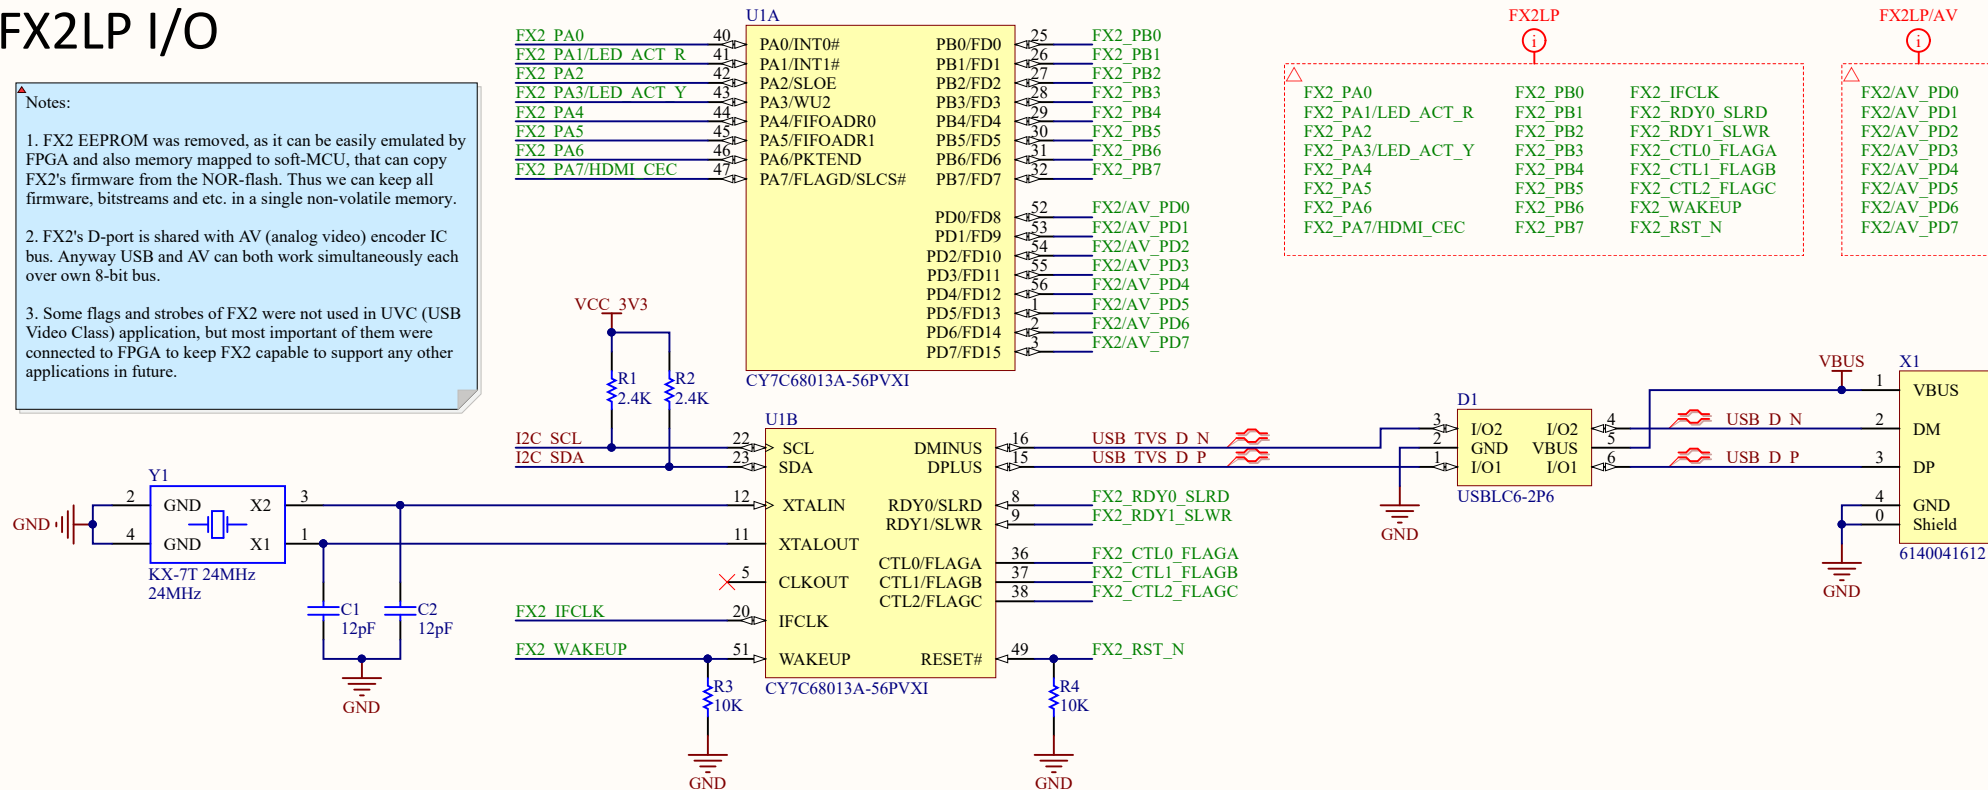 FX2LP I/O
Notes:
1. FX2 EEPROM was removed, as it can be easily emulated by
FPGA and also memory mapped to soft-MCU, that can copy
FX2's firmware from the NOR-flash. Thus we can keep all
firmware, bitstreams and etc. in a single non-volatile memory.
2. FX2's D-port is shared with AV (analog video) encoder IC
bus. Anyway USB and AV can both work simultaneously each
over own 8-bit bus.
3. Some flags and strobes of FX2 were not used in UVC (USB
Video Class) application, but most important of them were
connected to FPGA to keep FX2 capable to support any other
applications in future.
U1A
FX2_PA0 40 PA0/INT0# PB0/FD0 25 FX2_PB0
FX2_PA1/LED_ACT_R 41 PA1/INT1# PB1/FD1 26 FX2_PB1
FX2_PA2 42 PA2/SLOE PB2/FD2 27 FX2_PB2
FX2_PA3/LED_ACT_Y 43 PA3/WU2 PB3/FD3 28 FX2_PB3
FX2_PA4 44 PA4/FIFOADR0 PB4/FD4 29 FX2_PB4
FX2_PA5 45 PA5/FIFOADR1 PB5/FD5 30 FX2_PB5
FX2_PA6 46 PA6/PKTEND PB6/FD6 31 FX2_PB6
FX2_PA7/HDMI_CEC 47 PA7/FLAGD/SLCS# PB7/FD7 32 FX2_PB7
PD0/FD8 52 FX2/AV_PD0
PD1/FD9 53 FX2/AV_PD1
PD2/FD10 54 FX2/AV_PD2
PD3/FD11 55 FX2/AV_PD3
PD4/FD12 56 FX2/AV_PD4
PD5/FD13 1 FX2/AV_PD5
PD6/FD14 2 FX2/AV_PD6
PD7/FD15 3 FX2/AV_PD7
CY7C68013A-56PVXI
FX2LP
i
FX2_PA0 FX2_PB0 FX2_IFCLK
FX2_PA1/LED_ACT_R FX2_PB1 FX2_RDY0_SLRD
FX2_PA2 FX2_PB2 FX2_RDY1_SLWR
FX2_PA3/LED_ACT_Y FX2_PB3 FX2_CTL0_FLAGA
FX2_PA4 FX2_PB4 FX2_CTL1_FLAGB
FX2_PA5 FX2_PB5 FX2_CTL2_FLAGC
FX2_PA6 FX2_PB6 FX2_WAKEUP
FX2_PA7/HDMI_CEC FX2_PB7 FX2_RST_N
FX2LP/AV
i
FX2/AV_PD0
FX2/AV_PD1
FX2/AV_PD2
FX2/AV_PD3
FX2/AV_PD4
FX2/AV_PD5
FX2/AV_PD6
FX2/AV_PD7
VCC_3V3
R1 R2
2.4K 2.4K
U1B
I2C_SCL 22 SCL DMINUS 16 USB_TVS_D_N
I2C_SDA 23 SDA DPLUS 15 USB_TVS_D_P
12 XTALIN RDY0/SLRD 8 FX2_RDY0_SLRD
RDY1/SLWR 9 FX2_RDY1_SLWR
11 XTALOUT
CTL0/FLAGA 36 FX2_CTL0_FLAGA
5 CLKOUT CTL1/FLAGB 37 FX2_CTL1_FLAGB
CTL2/FLAGC 38 FX2_CTL2_FLAGC
FX2_IFCLK 20 IFCLK
FX2_WAKEUP 51 WAKEUP RESET# 49 FX2_RST_N
CY7C68013A-56PVXI
R3
10K
GND
R4
10K
GND
Y1
2 GND X2 3
GND
4 GND X1 1
KX-7T 24MHz
24MHz
C1 C2
12pF 12pF
GND
D1
3 I/O2 I/O2 4
2 GND VBUS 5
1 I/O1 I/O1 6
USBLC6-2P6
GND
VBUS
USB_D_N
USB_D_P
X1
1 VBUS
2 DM
3 DP
4 GND
0 Shield
6140041612
GND